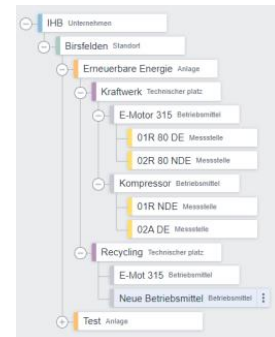 IHB Unternehmen
Birsfelden Standort
Erneuerbare Energie Anlage
Kraftwerk Technischer platz
E-Motor 315 Betriebsmittel
01R 80 DE Messstelle
02R 80 NDE Messstelle
Kompressor Betriebsmittel
01R NDE Messstelle
02A DE Messstelle
Recycling Technischer platz
E-Mot 315 Betriebsmittel
Neue Betriebsmittel Betriebsmittel
Test Anlage